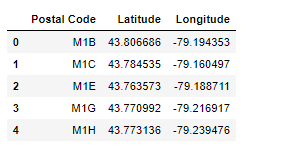 Postal Code Latitude Longitude
0 M1B 43.806686 -79.194353
1 M1C 43.784535 -79.160497
2 M1E 43.763573 -79.188711
3 M1G 43.770992 -79.216917
4 M1H 43.773136 -79.239476